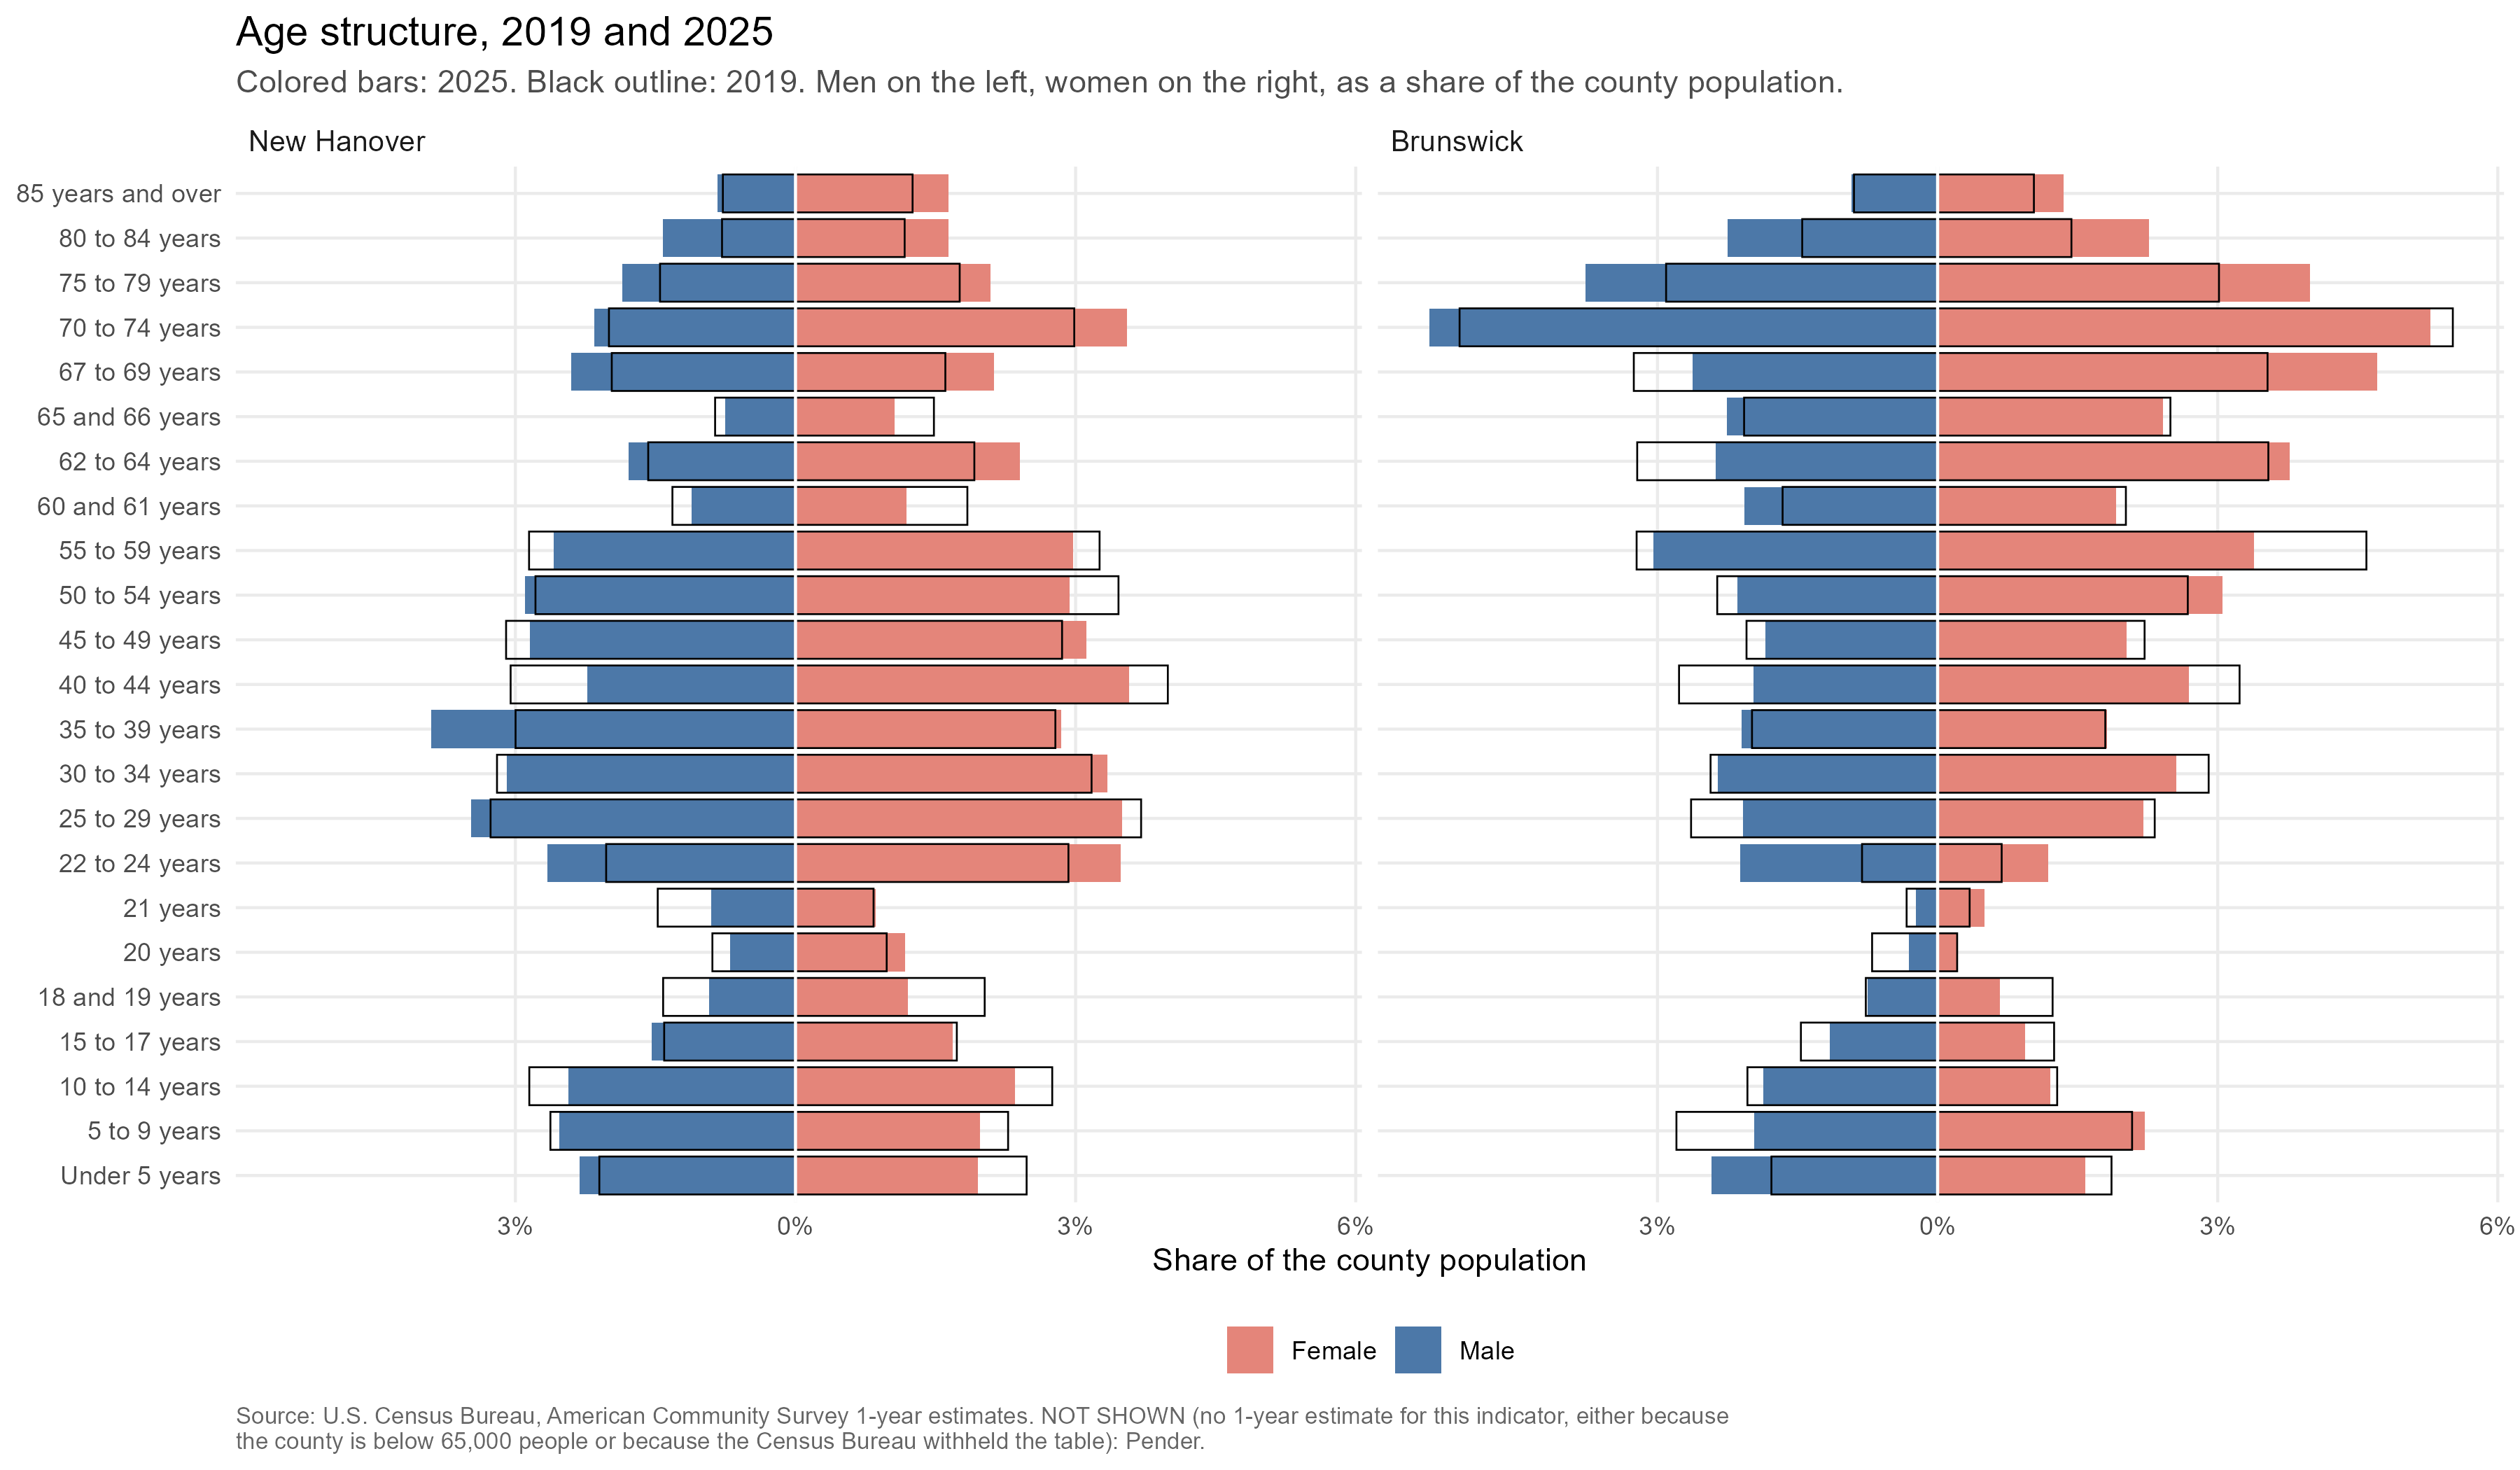 Age structure, 2019 and 2025
Colored bars: 2025. Black outline: 2019. Men on the left, women on the right, as a share of the county population.
New Hanover
Brunswick
85 years and over
80 to 84 years
75 to 79 years
70 to 74 years
67 to 69 years
65 and 66 years
62 to 64 years
60 and 61 years
55 to 59 years
50 to 54 years
45 to 49 years
40 to 44 years
35 to 39 years
30 to 34 years
25 to 29 years
22 to 24 years
21 years
20 years
18 and 19 years
15 to 17 years
10 to 14 years
5 to 9 years
Under 5 years
3% 0% 3% 6% 3% 0% 3% 6%
Share of the county population
Female Male
Source: U.S. Census Bureau, American Community Survey 1-year estimates. NOT SHOWN (no 1-year estimate for this indicator, either because
the county is below 65,000 people or because the Census Bureau withheld the table): Pender.